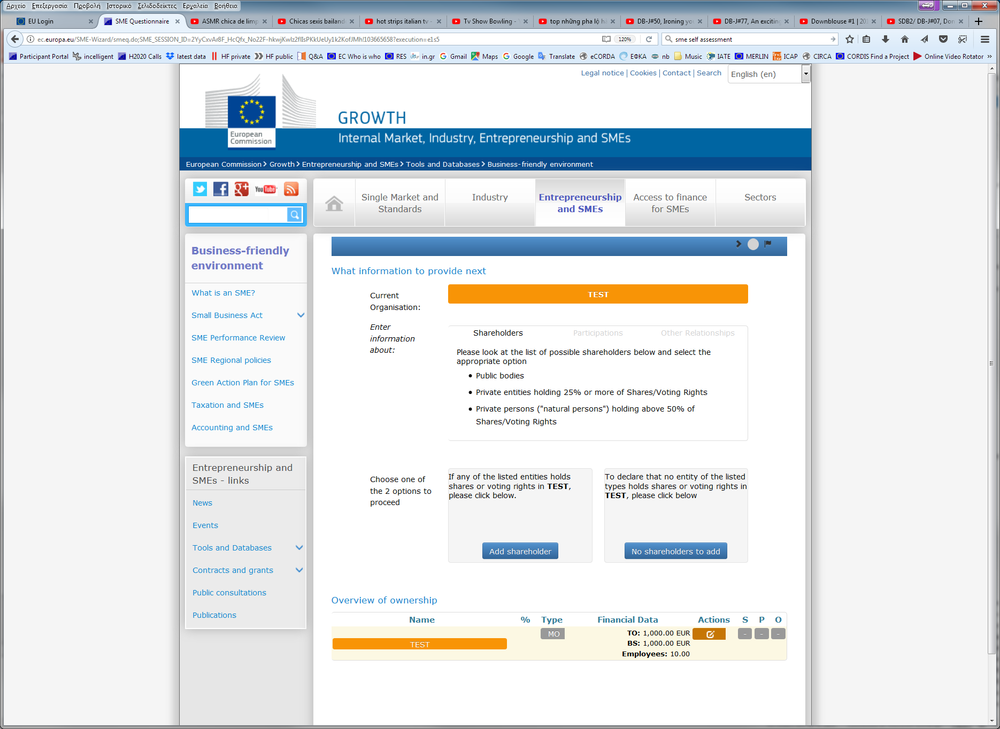 Αρχείο Επεξεργασία Προβολή Ιστορικό Σελιδοδείκτες Εργαλεία Βοήθεια
EU Login
SME Questionnaire
ASMR chica de limp
Chicas sexis bailand
hot strips italian tv -
Tv Show Bowling -
top những pha lộ h
DB-J#50, Ironing yo
DB-J#77, An exciting
Downblouse #1 | 20
SDB2/ DB-J#07, Don
ec.europa.eu/SME-Wizard/smeq.do;SME_SESSION_ID=2YyCxvAr8F_HcQfx_No22F-hkwjKwlz2flIsPKkUeUy1k2KofJMh!103665658?execution=e1s5
120%
sme self assessment
Participant Portal incelligent H2020 Calls latest data HF private HF public Q&A EC Who is who RES in.gr Gmail Maps Google Translate eCORDA ΕΦΚΑ nb Music IATE MERLIN ICAP CIRCA CORDIS Find a Project Online Video Rotator »
Legal notice | Cookies | Contact | Search
English (en)
European
Commission
GROWTH
Internal Market, Industry, Entrepreneurship and SMEs
European Commission > Growth > Entrepreneurship and SMEs > Tools and Databases > Business-friendly environment
You Tube
Single Market and
Standards
Industry
Entrepreneurship
and SMEs
Access to finance
for SMEs
Sectors
Business-friendly
environment
What is an SME?
Small Business Act
SME Performance Review
SME Regional policies
Green Action Plan for SMEs
Taxation and SMEs
Accounting and SMEs
Entrepreneurship and
SMEs - links
News
Events
Tools and Databases
Contracts and grants
Public consultations
Publications
What information to provide next
Current
Organisation:
TEST
Enter
information
about:
Shareholders Participations Other Relationships
Please look at the list of possible shareholders below and select the
appropriate option
• Public bodies
• Private entities holding 25% or more of Shares/Voting Rights
• Private persons ("natural persons") holding above 50% of
Shares/Voting Rights
Choose one of
the 2 options to
proceed
If any of the listed entities holds
shares or voting rights in TEST,
please click below.
Add shareholder
To declare that no entity of the listed
types holds shares or voting rights in
TEST, please click below
No shareholders to add
Overview of ownership
Name % Type Financial Data Actions S P O
TEST
MO
TO: 1,000.00 EUR
BS: 1,000.00 EUR
Employees: 10.00
- - -